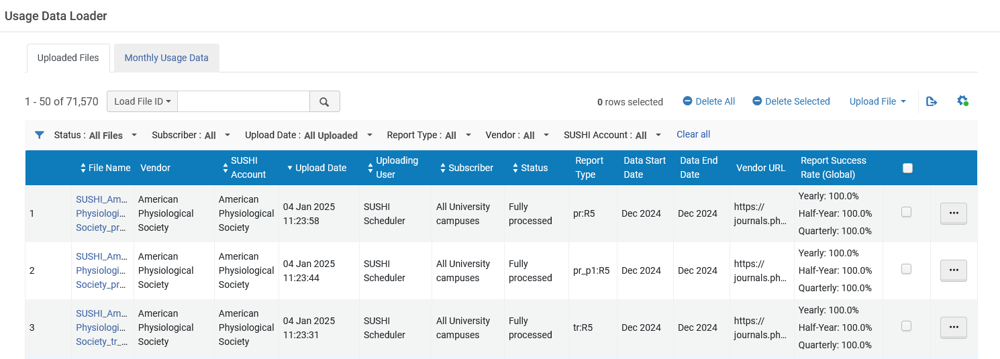 Usage Data Loader
Uploaded Files
Monthly Usage Data
1 - 50 of 71,570
Load File ID
0 rows selected
Delete All
Delete Selected
Upload File
Status : All Files
Subscriber : All
Upload Date : All Uploaded
Report Type : All
Vendor : All
SUSHI Account : All
Clear all
File Name
Vendor
SUSHI
Account
Upload Date
Uploading
User
Subscriber
Status
Report
Type
Data Start
Date
Data End
Date
Vendor URL
Report Success
Rate (Global)
1
SUSHI_Am...
Physiologi...
Society_pr...
American
Physiological
Society
American
Physiological
Society
04 Jan 2025
11:23:58
SUSHI
Scheduler
All University
campuses
Fully
processed
pr:R5
Dec 2024
Dec 2024
https://
journals.ph...
Yearly: 100.0%
Half-Year: 100.0%
Quarterly: 100.0%
2
SUSHI_Am...
Physiologi...
Society_pr...
American
Physiological
Society
American
Physiological
Society
04 Jan 2025
11:23:44
SUSHI
Scheduler
All University
campuses
Fully
processed
pr_p1:R5
Dec 2024
Dec 2024
https://
journals.ph...
Yearly: 100.0%
Half-Year: 100.0%
Quarterly: 100.0%
3
SUSHI_Am...
Physiologi...
Society_tr_...
American
Physiological
Society
American
Physiological
Society
04 Jan 2025
11:23:31
SUSHI
Scheduler
All University
campuses
Fully
processed
tr:R5
Dec 2024
Dec 2024
https://
journals.ph...
Yearly: 100.0%
Half-Year: 100.0%
Quarterly: 100.0%